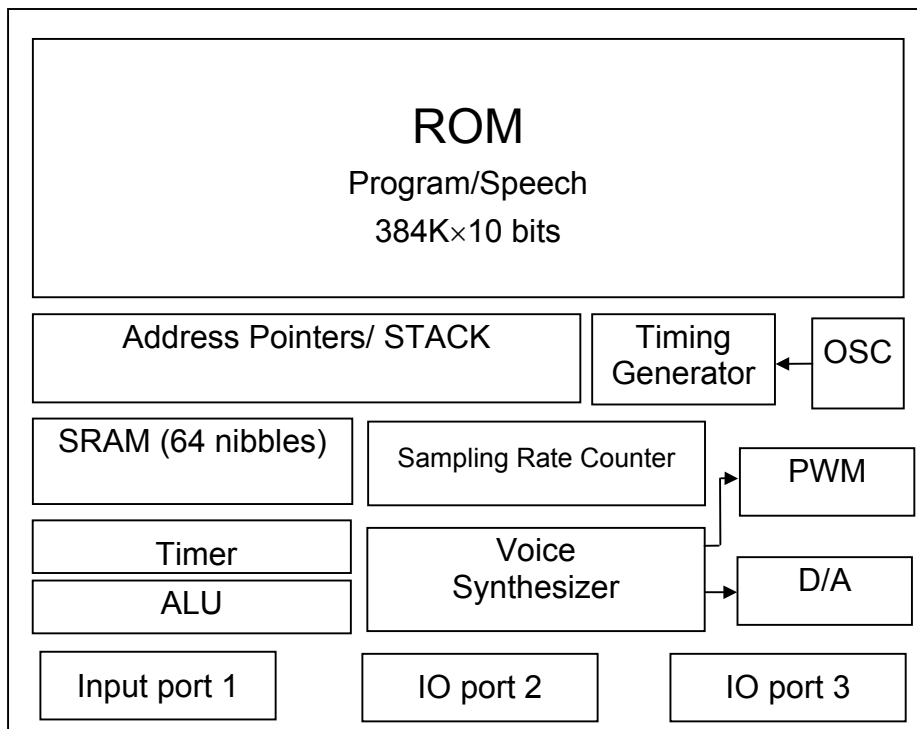 ROM
Program/Speech
384K×10 bits
Address Pointers/ STACK
Timing
Generator
OSC
SRAM (64 nibbles)
Sampling Rate Counter
PWM
Timer
Voice
Synthesizer
D/A
ALU
Input port 1
IO port 2
IO port 3